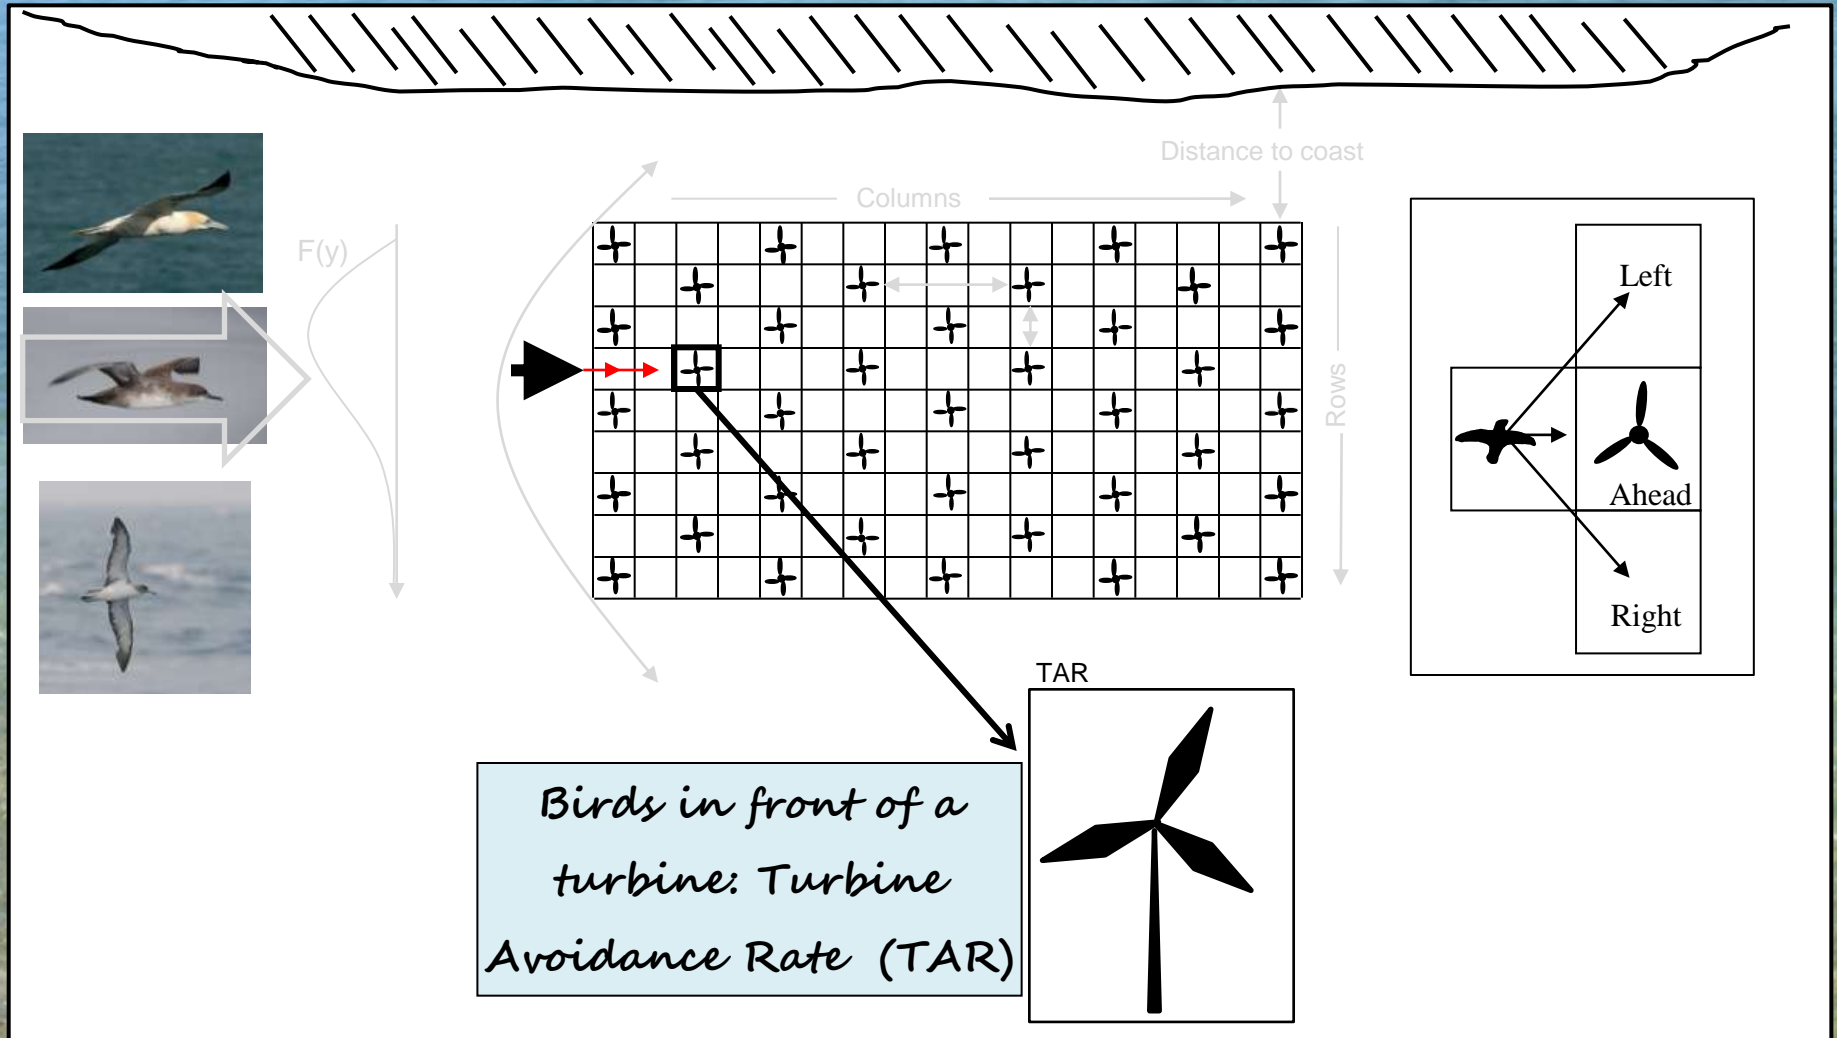 Distance to coast
Columns
F(y)
Rows
Left
Ahead
Right
TAR
Birds in front of a
turbine: Turbine
Avoidance Rate (TAR)